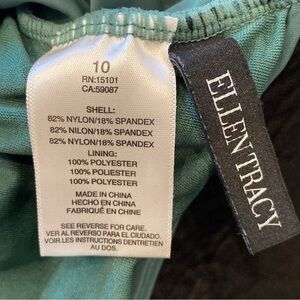 10
RN:15101
CA:59087
SHELL:
82% NYLON/18% SPANDEX
82% NILON/18% SPANDEX
82% NYLON/18% SPANDEX
LINING:
100% POLYESTER
100% POLIESTER
100% POLYESTER
MADE IN CHINA
HECHO EN CHINA
FABRIQUÉ EN CHINE
SEE REVERSE FOR CARE.
VER AL REVERSO PARA EL CUIDADO.
VOIR LES INSTRUCTIONS D'ENTRETIEN
AU DOS.
ELLEN TRACY